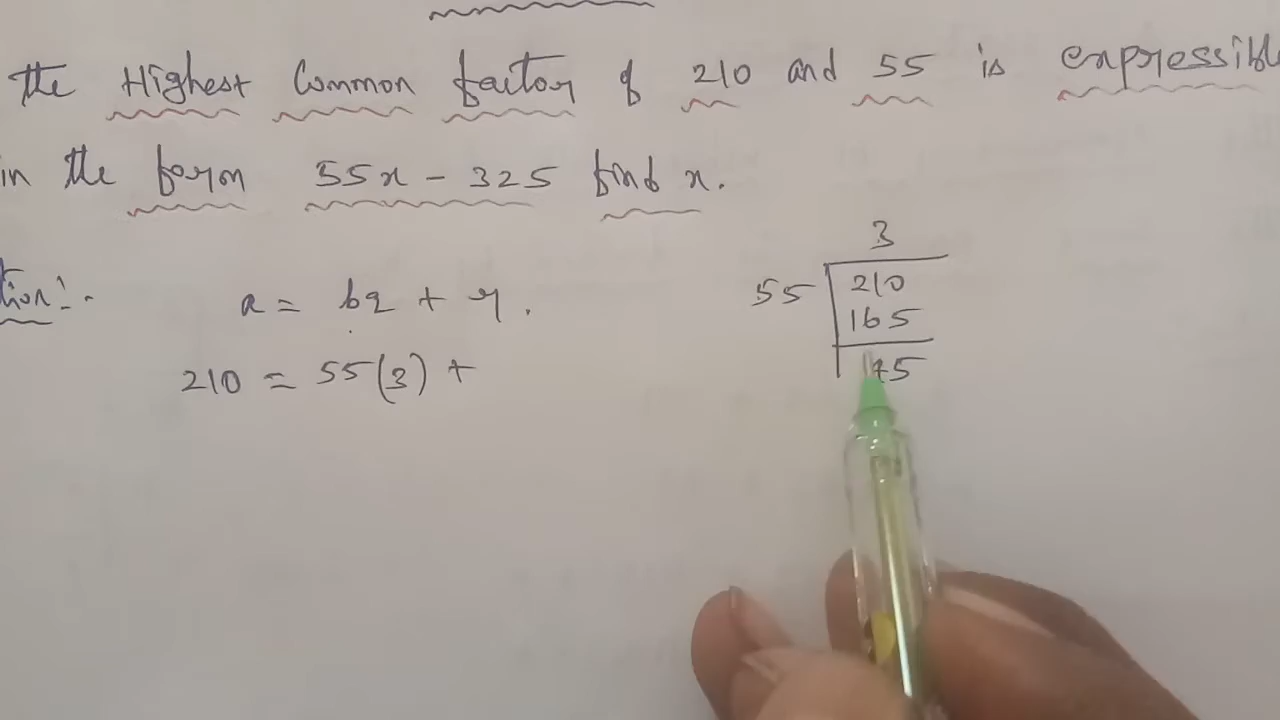 the Highest Common factor of 210 and 55 is expressible
in the form 55x - 325 find x.
tion:-
a = bq + r.
210 = 55(3) +
3
55 210
165
45